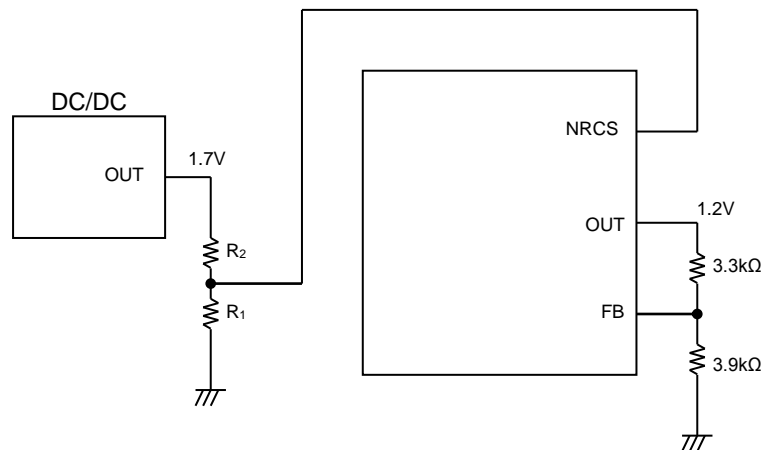 DC/DC
OUT
1.7V
R₂
R₁
NRCS
OUT
1.2V
3.3kΩ
FB
3.9kΩ